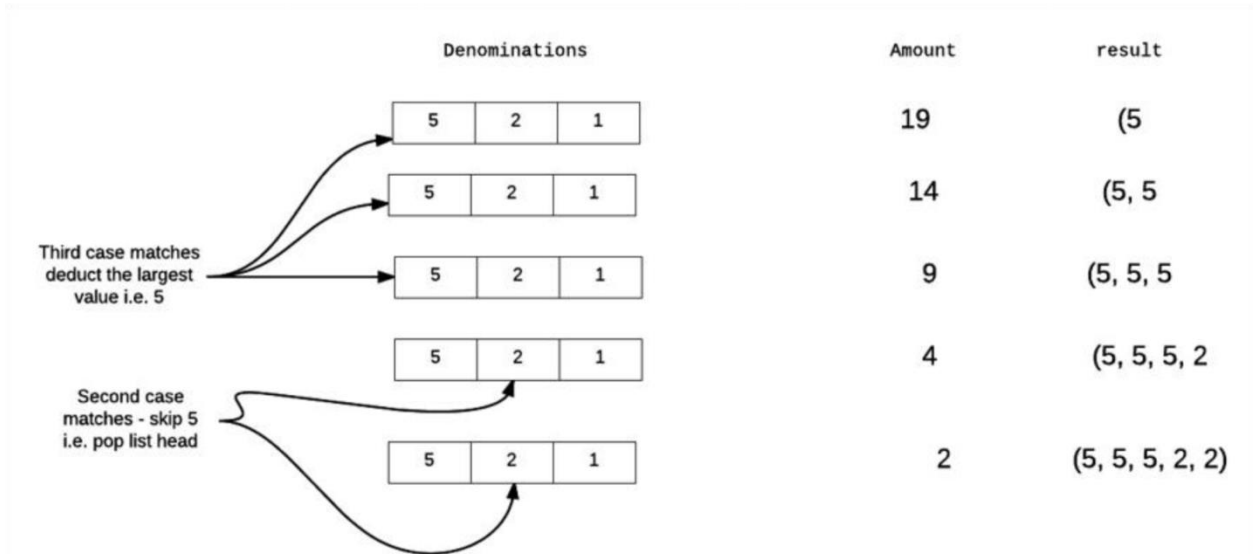 Denominations Amount result
5 2 1 19 (5
5 2 1 14 (5, 5
Third case matches
deduct the largest
value i.e. 5
5 2 1 9 (5, 5, 5
5 2 1 4 (5, 5, 5, 2
Second case
matches - skip 5
i.e. pop list head
5 2 1 2 (5, 5, 5, 2, 2)